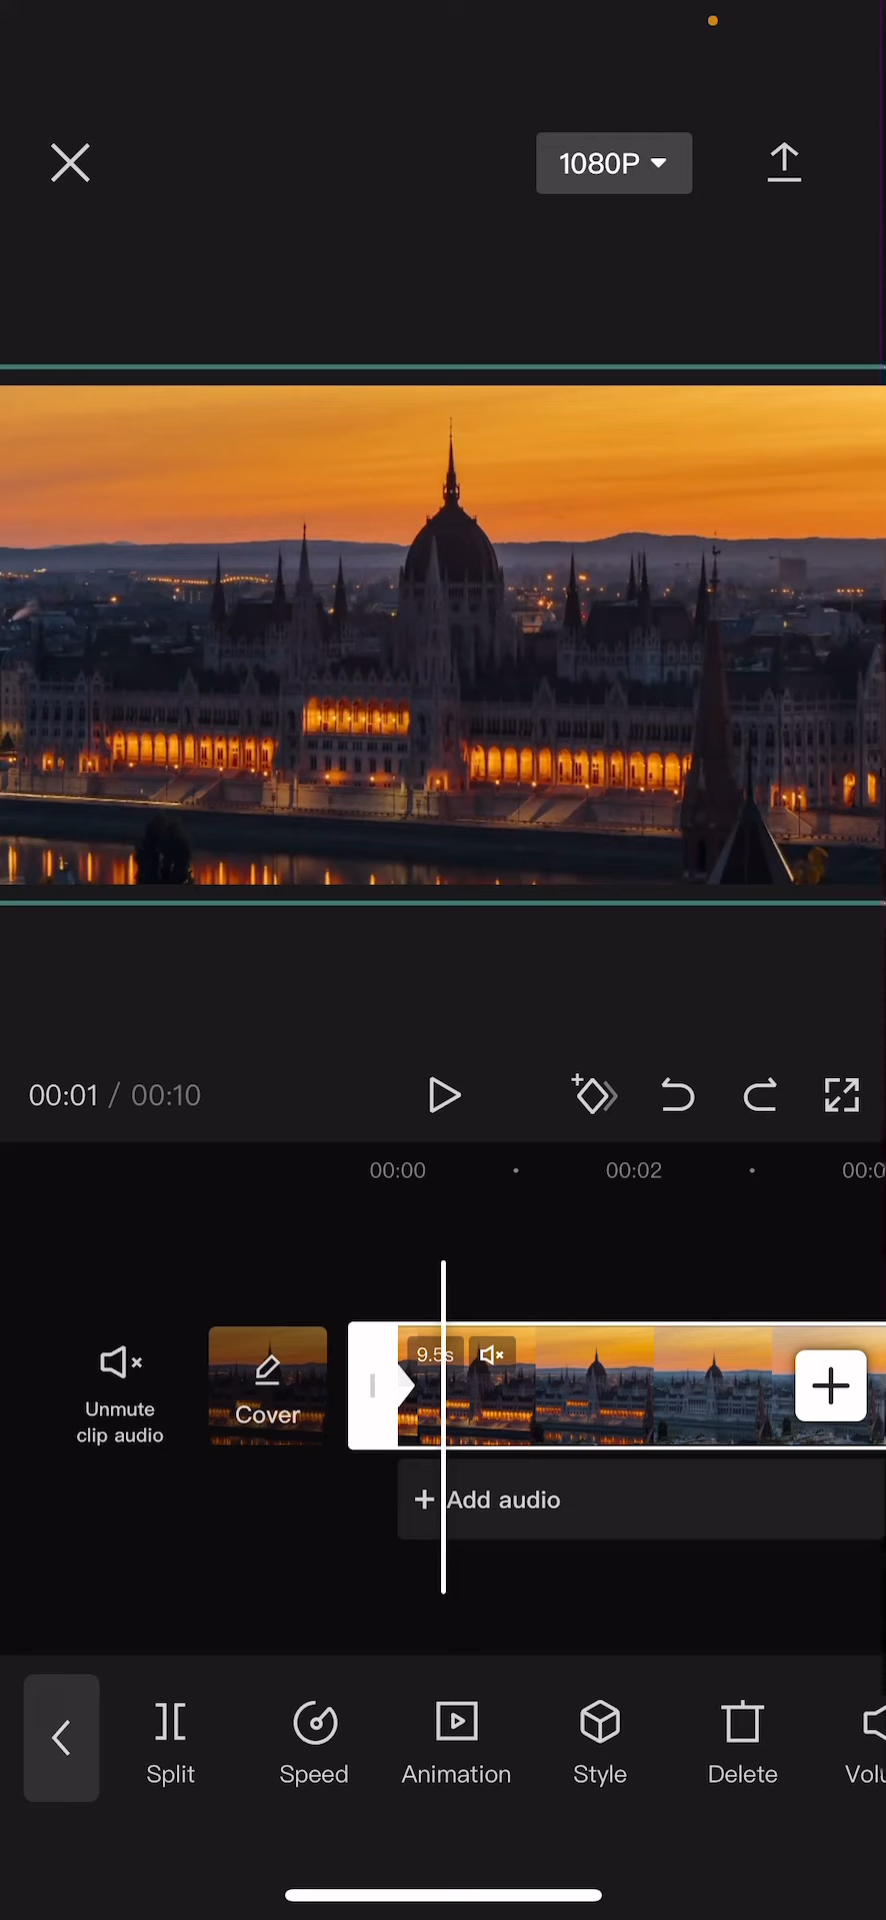 1080P
00:01 / 00:10
00:00
00:02
9.5s
Cover
Unmute
clip audio
+ Add audio
Split
Speed
Animation
Style
Delete